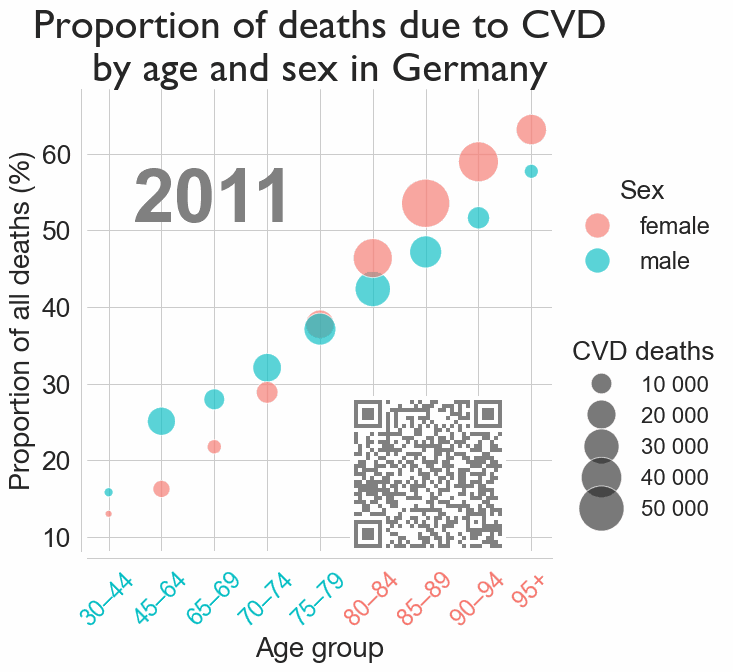 Proportion of deaths due to CVD
by age and sex in Germany
Proportion of all deaths (%)
60
50
40
30
20
10
2011
30–44
45–64
65–69
70–74
75–79
80–84
85–89
90–94
95+
Age group
Sex
female
male
CVD deaths
10 000
20 000
30 000
40 000
50 000